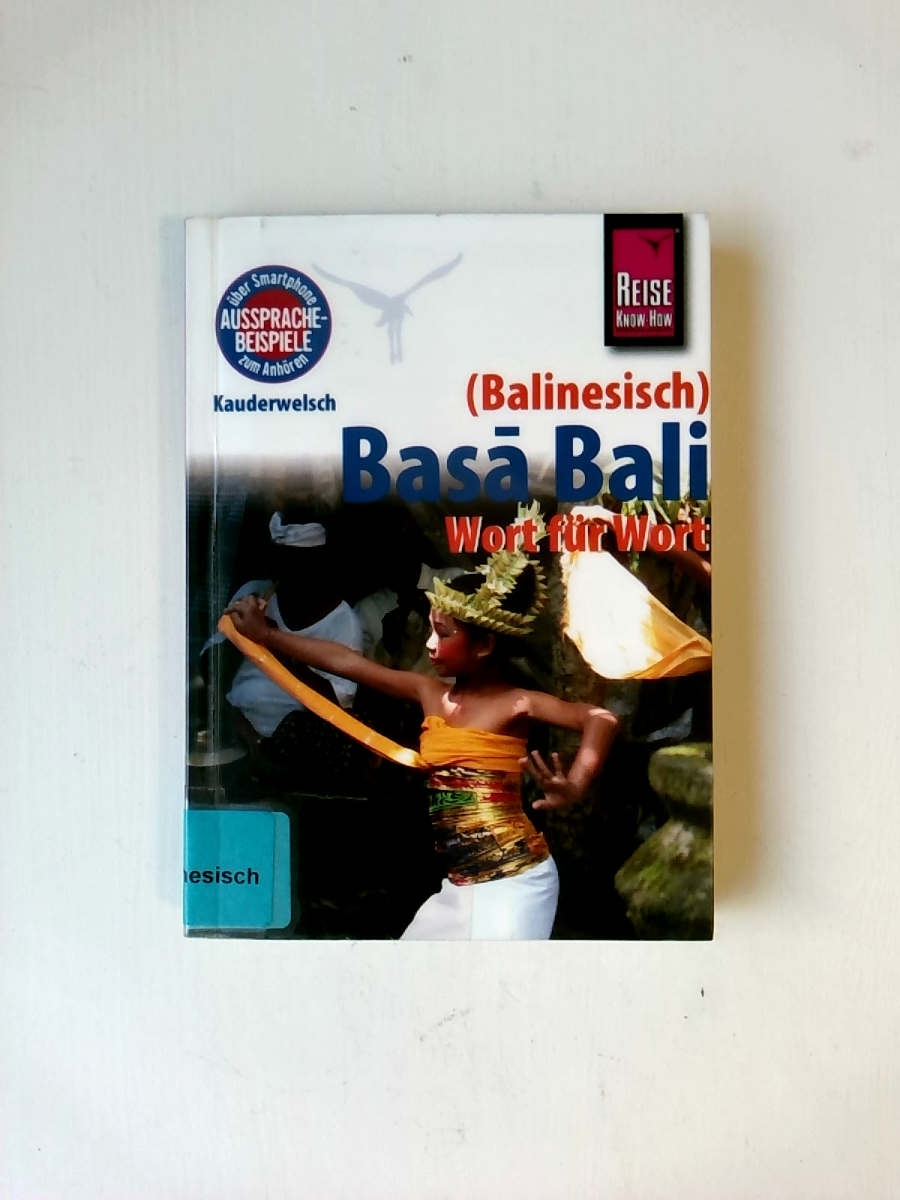 über Smartphone
AUSSPRACHE-
BEISPIELE
zum Anhören
REISE
KNOW-HOW
Kauderwelsch
(Balinesisch)
Basā Bali
Wort für Wort
nesisch